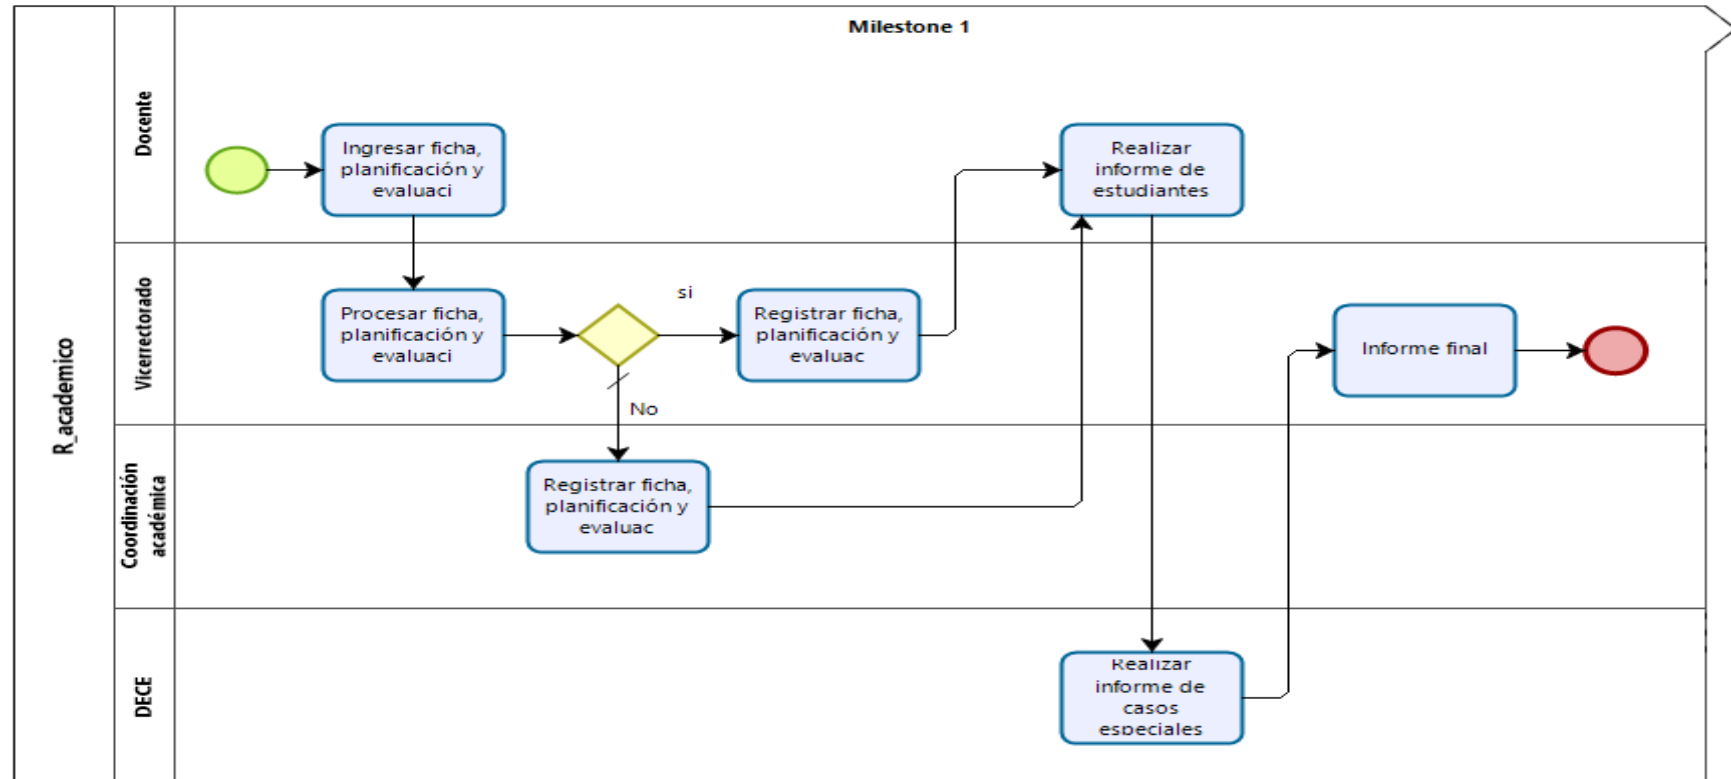 Milestone 1
R_academico
Docente
Ingresar ficha,
planificación y
evaluaci
Realizar
informe de
estudiantes
Vicerrectorado
Procesar ficha,
planificación y
evaluaci
si
No
Registrar ficha,
planificación y
evaluac
Informe final
Coordinación
académica
Registrar ficha,
planificación y
evaluac
DECE
Realizar
informe de
casos
especiales